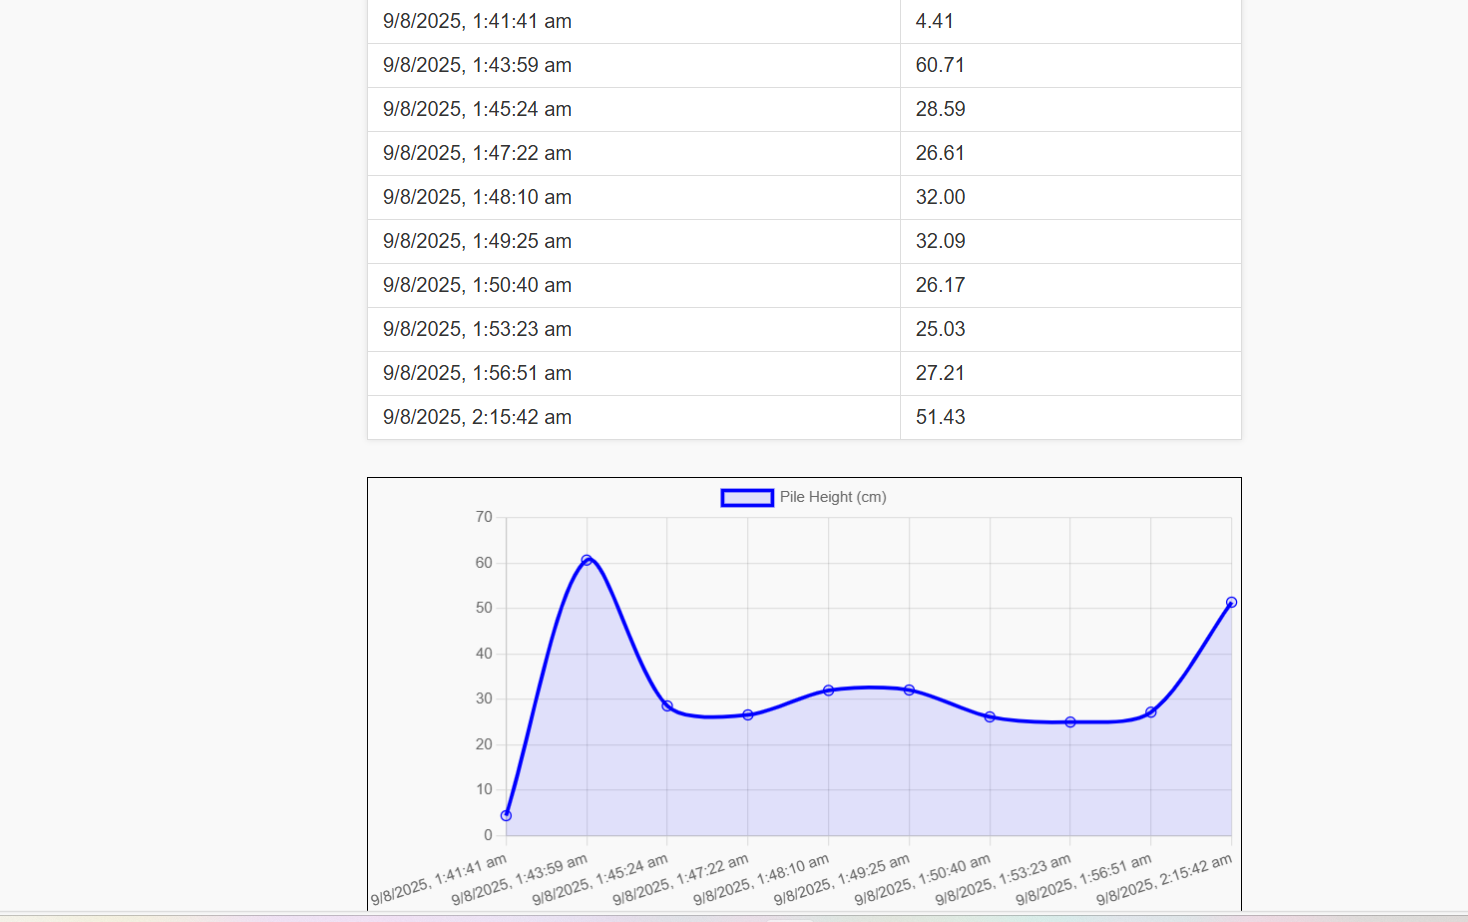 9/8/2025, 1:41:41 am 4.41
9/8/2025, 1:43:59 am 60.71
9/8/2025, 1:45:24 am 28.59
9/8/2025, 1:47:22 am 26.61
9/8/2025, 1:48:10 am 32.00
9/8/2025, 1:49:25 am 32.09
9/8/2025, 1:50:40 am 26.17
9/8/2025, 1:53:23 am 25.03
9/8/2025, 1:56:51 am 27.21
9/8/2025, 2:15:42 am 51.43
Pile Height (cm)
70
60
50
40
30
20
10
0
9/8/2025, 1:41:41 am
9/8/2025, 1:43:59 am
9/8/2025, 1:45:24 am
9/8/2025, 1:47:22 am
9/8/2025, 1:48:10 am
9/8/2025, 1:49:25 am
9/8/2025, 1:50:40 am
9/8/2025, 1:53:23 am
9/8/2025, 1:56:51 am
9/8/2025, 2:15:42 am